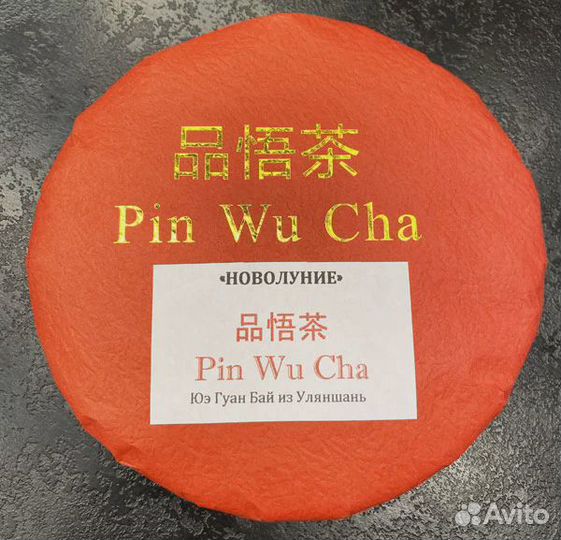 品悟茶
Pin Wu Cha
«НОВОЛУНИЕ»
品悟茶
Pin Wu Cha
Юэ Гуан Бай из Уляншань
Avito